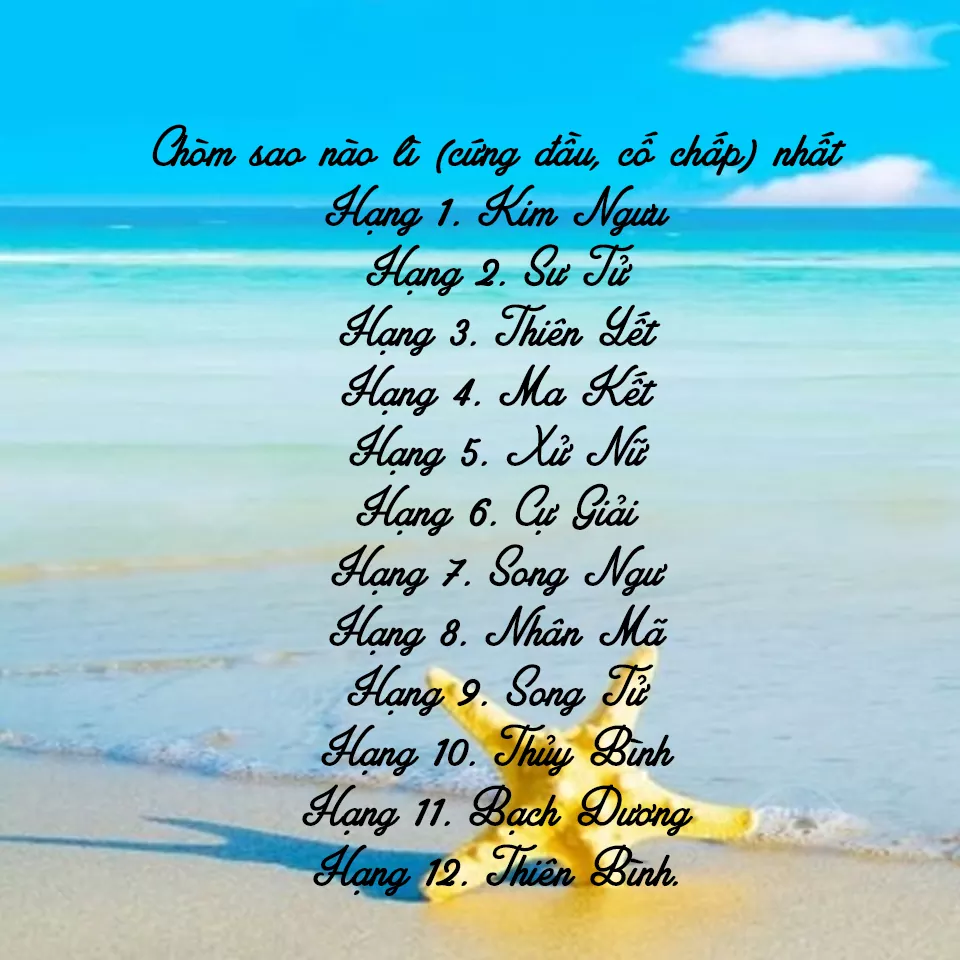 Chòm sao nào lì (cứng đầu, cố chấp) nhất
Hạng 1. Kim Ngưu
Hạng 2. Sư Tử
Hạng 3. Thiên Yết
Hạng 4. Ma Kết
Hạng 5. Xử Nữ
Hạng 6. Cự Giải
Hạng 7. Song Ngư
Hạng 8. Nhân Mã
Hạng 9. Song Tử
Hạng 10. Thủy Bình
Hạng 11. Bạch Dương
Hạng 12. Thiên Bình.